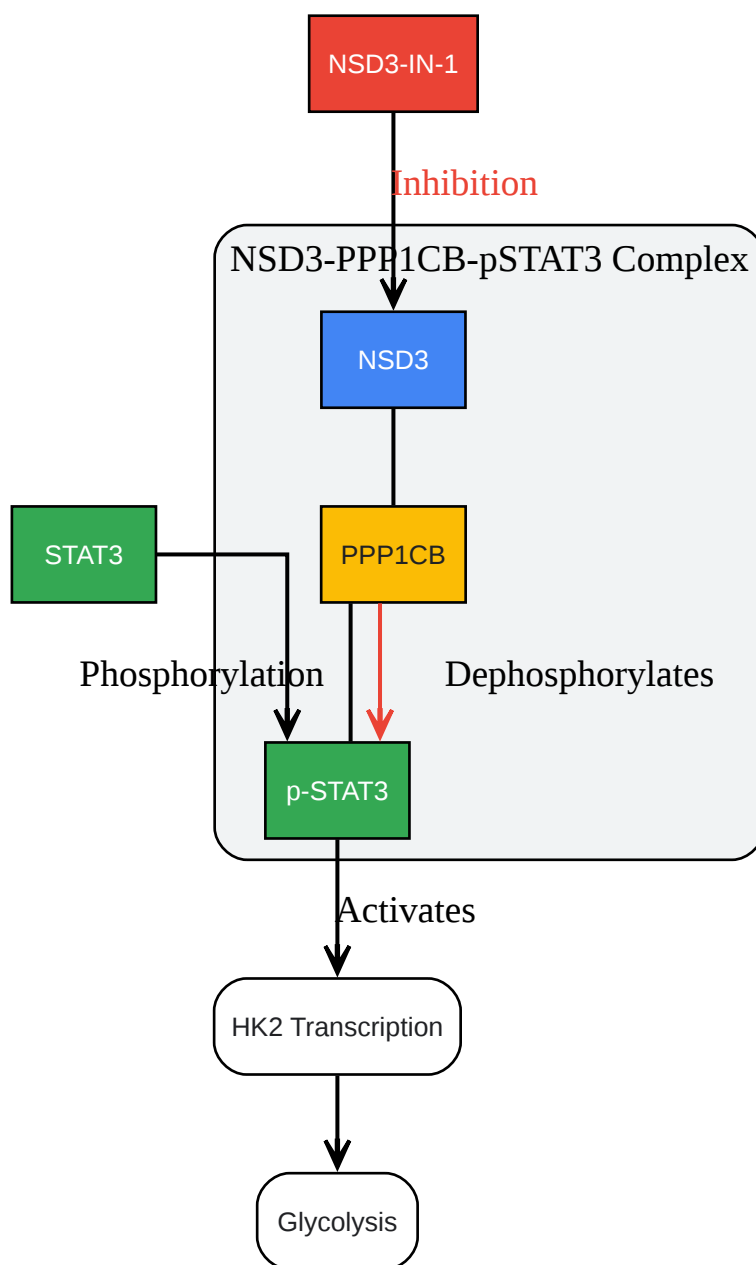 NSD3-IN-1
Inhibition
NSD3-PPP1CB-pSTAT3 Complex
NSD3
STAT3
PPP1CB
Phosphorylation
Dephosphorylates
p-STAT3
Activates
HK2 Transcription
Glycolysis